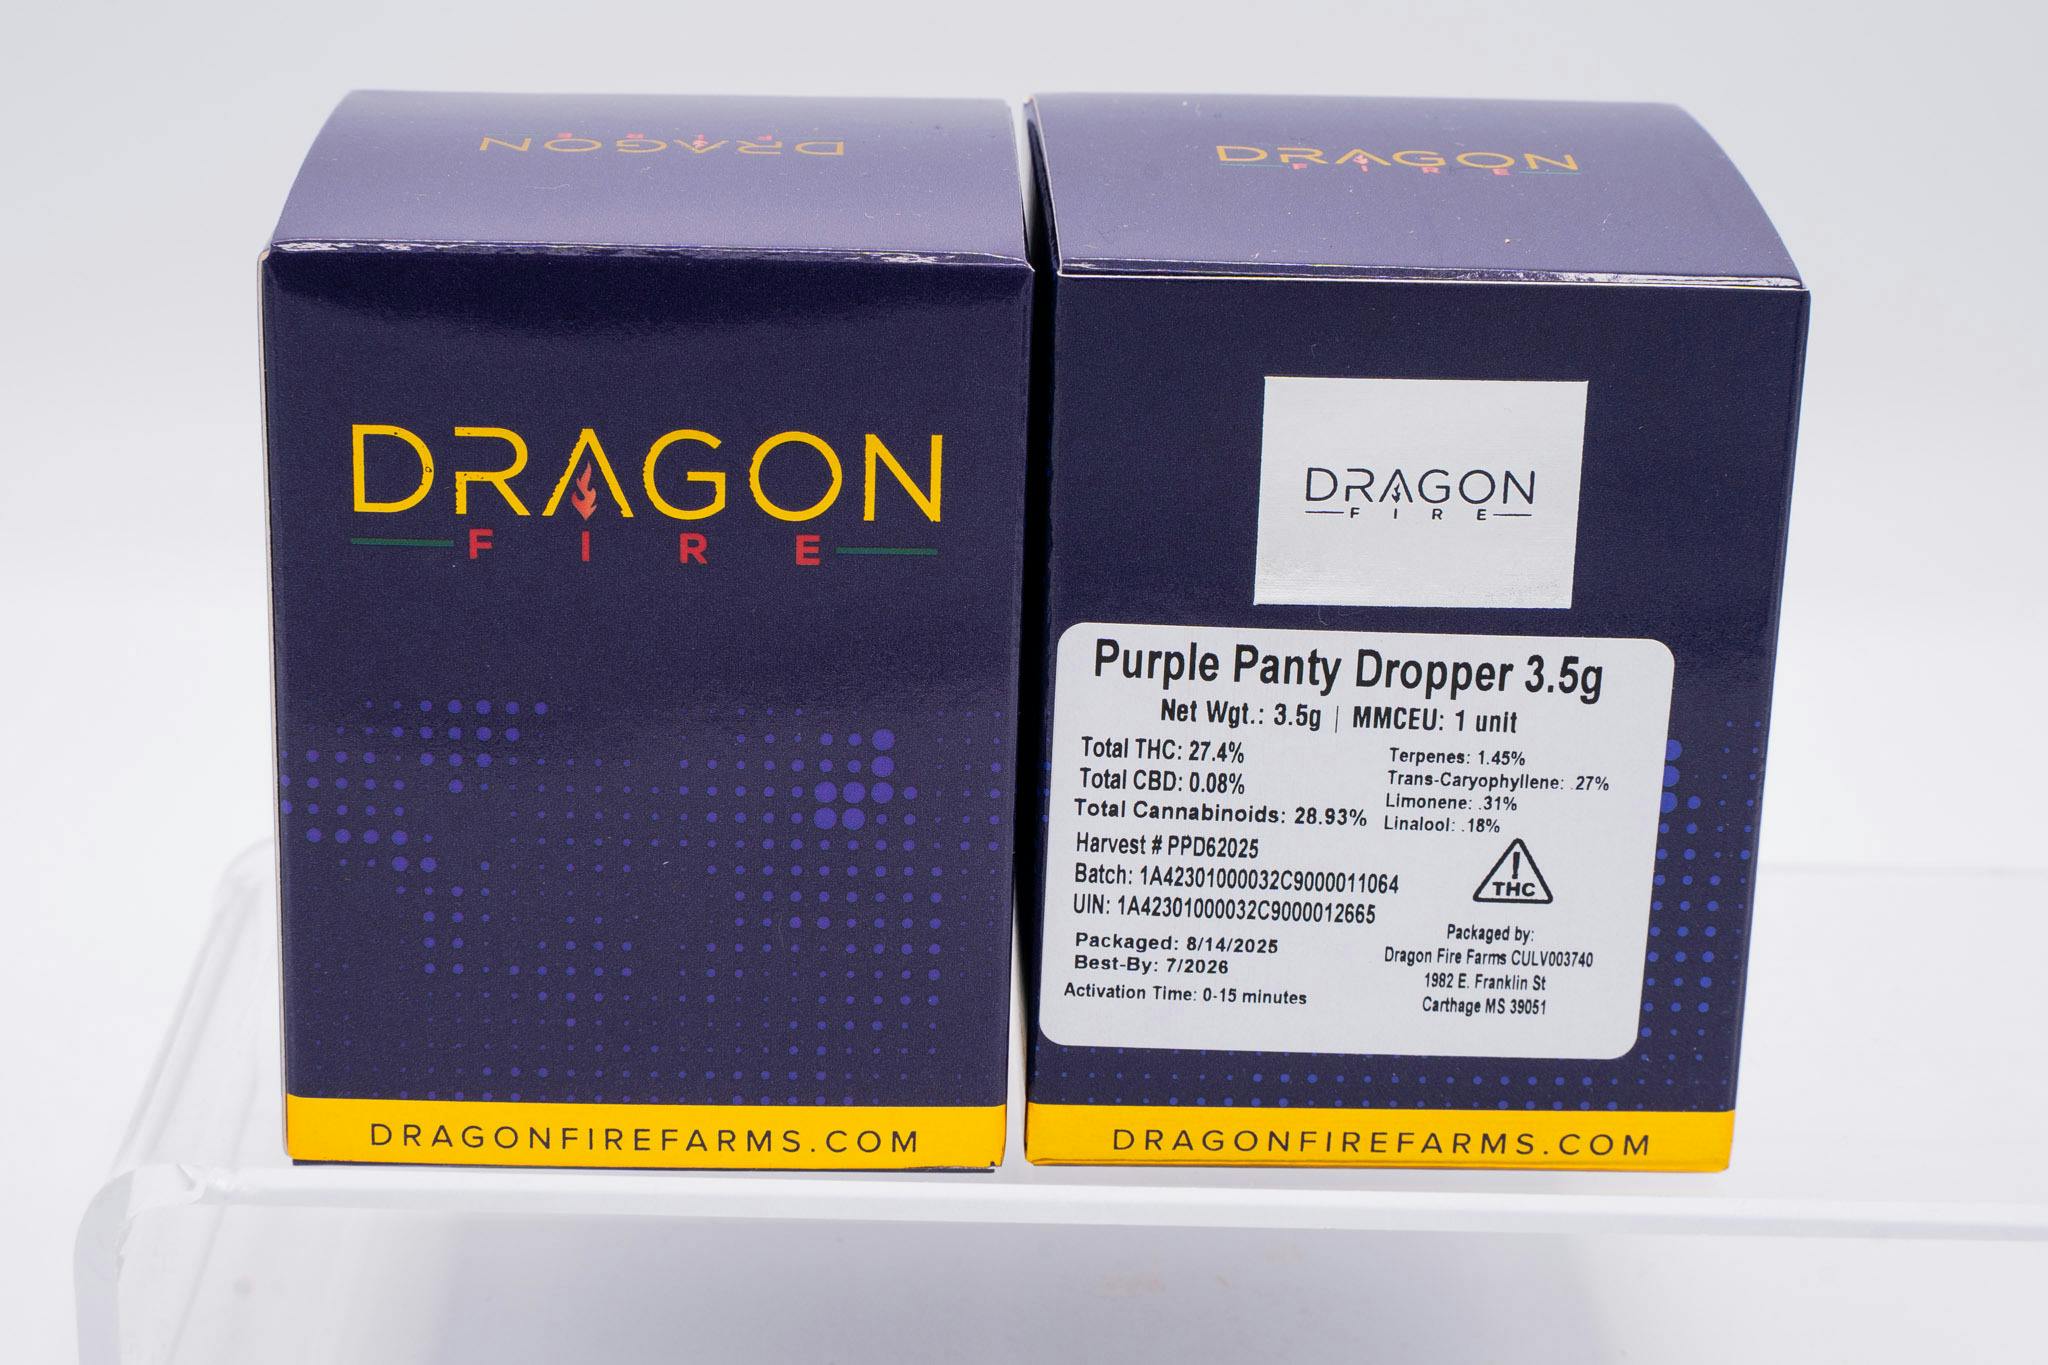 DRAGON
FIRE
DRAGON
FIRE
DRAGONFIREFARMS.COM
DRAGON
FIRE
DRAGON
FIRE
Purple Panty Dropper 3.5g
Net Wgt.: 3.5g | MMCEU: 1 unit
Total THC: 27.4%
Total CBD: 0.08%
Total Cannabinoids: 28.93%
Terpenes: 1.45%
Trans-Caryophyllene: .27%
Limonene: .31%
Linalool: .18%
Harvest # PPD62025
Batch: 1A42301000032C9000011064
UIN: 1A42301000032C9000012665
Packaged: 8/14/2025
Best-By: 7/2026
Activation Time: 0-15 minutes
!
THC
Packaged by:
Dragon Fire Farms CULV003740
1982 E. Franklin St
Carthage MS 39051
DRAGONFIREFARMS.COM